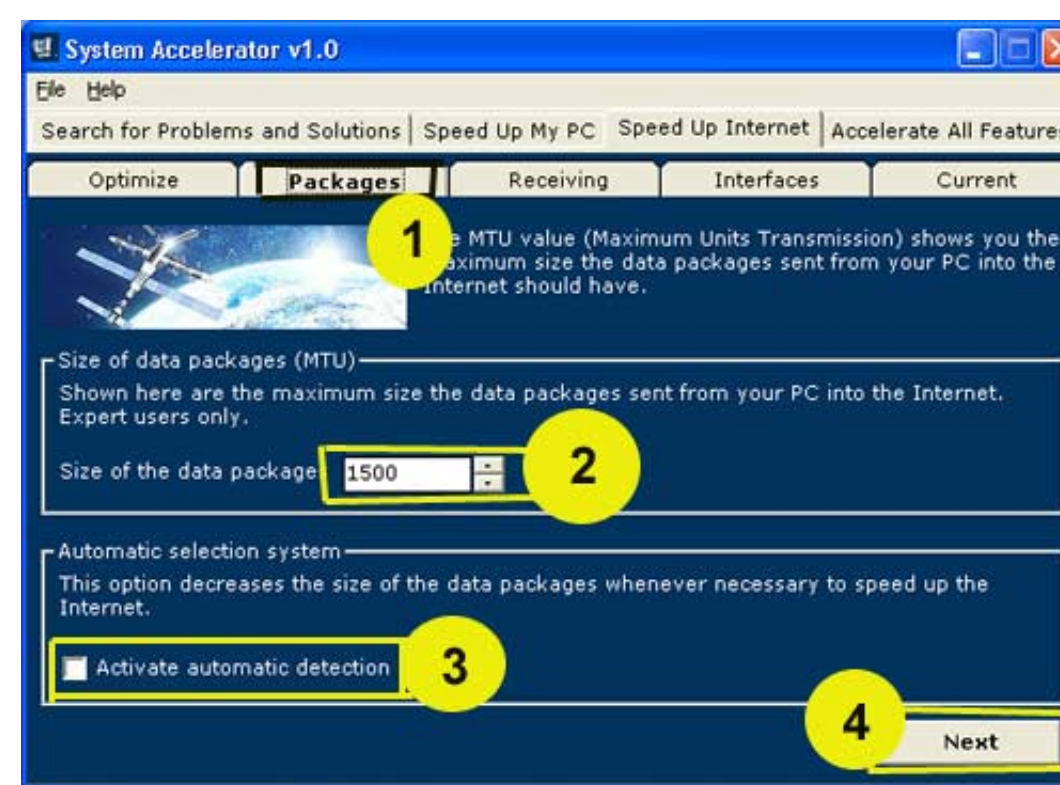 System Accelerator v1.0
File Help
Search for Problems and Solutions Speed Up My PC Speed Up Internet Accelerate All Feature
Optimize Packages Receiving Interfaces Current
1
MTU value (Maximum Units Transmission) shows you the
maximum size the data packages sent from your PC into the
Internet should have.
Size of data packages (MTU)
Shown here are the maximum size the data packages sent from your PC into the Internet.
Expert users only.
Size of the data package 1500 2
Automatic selection system
This option decreases the size of the data packages whenever necessary to speed up the
Internet.
Activate automatic detection 3
4 Next